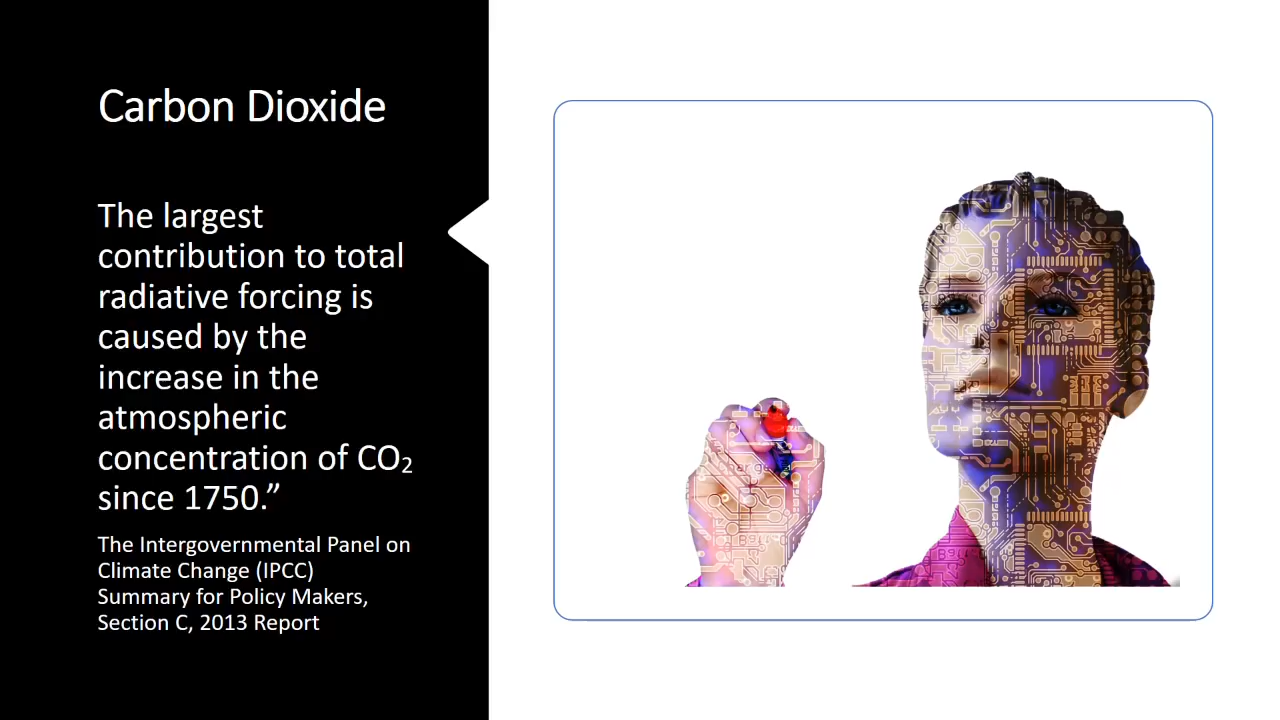 Carbon Dioxide
The largest
contribution to total
radiative forcing is
caused by the
increase in the
atmospheric
concentration of CO₂
since 1750.”
The Intergovernmental Panel on
Climate Change (IPCC)
Summary for Policy Makers,
Section C, 2013 Report